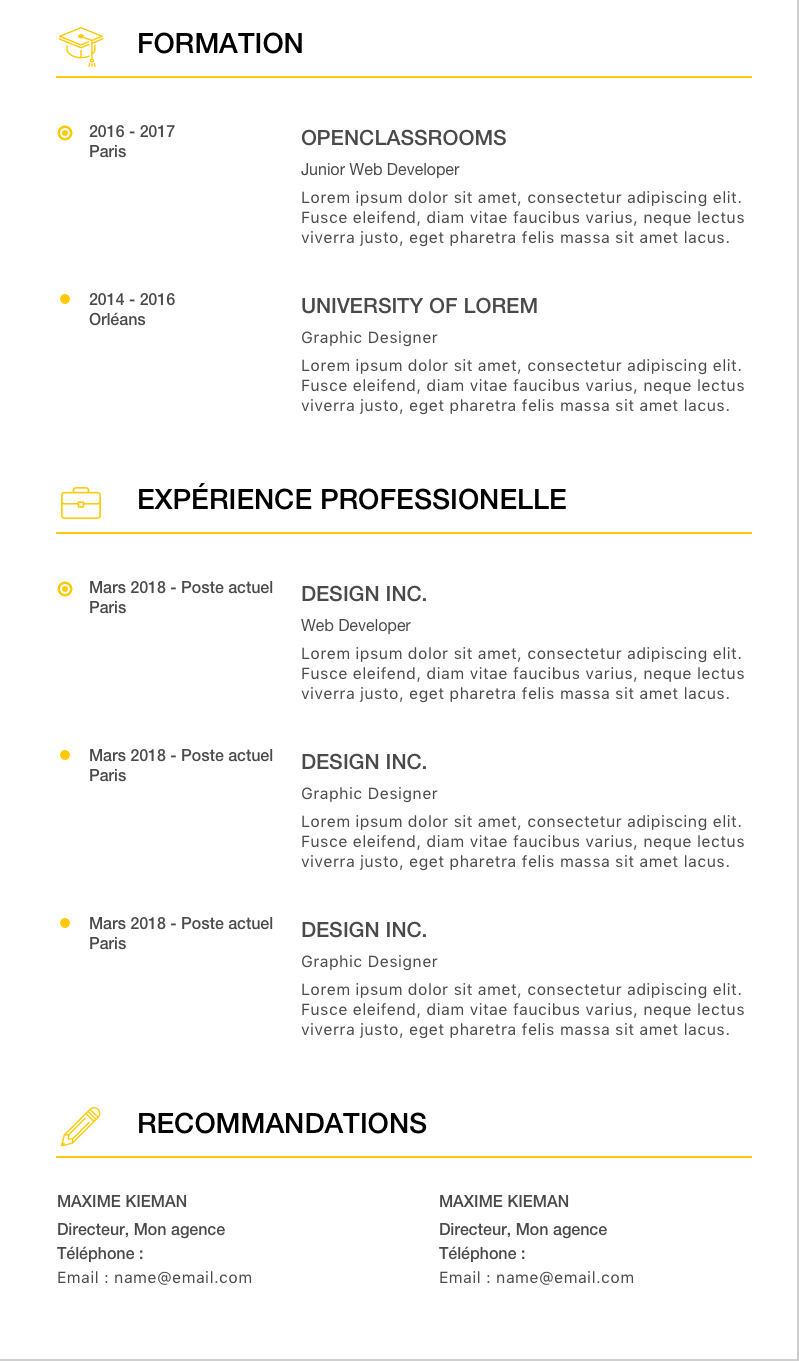 FORMATION
2016 - 2017
Paris
OPENCLASSROOMS
Junior Web Developer
Lorem ipsum dolor sit amet, consectetur adipiscing elit.
Fusce eleifend, diam vitae faucibus varius, neque lectus
viverra justo, eget pharetra felis massa sit amet lacus.
2014 - 2016
Orléans
UNIVERSITY OF LOREM
Graphic Designer
Lorem ipsum dolor sit amet, consectetur adipiscing elit.
Fusce eleifend, diam vitae faucibus varius, neque lectus
viverra justo, eget pharetra felis massa sit amet lacus.
EXPÉRIENCE PROFESSIONELLE
Mars 2018 - Poste actuel
Paris
DESIGN INC.
Web Developer
Lorem ipsum dolor sit amet, consectetur adipiscing elit.
Fusce eleifend, diam vitae faucibus varius, neque lectus
viverra justo, eget pharetra felis massa sit amet lacus.
Mars 2018 - Poste actuel
Paris
DESIGN INC.
Graphic Designer
Lorem ipsum dolor sit amet, consectetur adipiscing elit.
Fusce eleifend, diam vitae faucibus varius, neque lectus
viverra justo, eget pharetra felis massa sit amet lacus.
Mars 2018 - Poste actuel
Paris
DESIGN INC.
Graphic Designer
Lorem ipsum dolor sit amet, consectetur adipiscing elit.
Fusce eleifend, diam vitae faucibus varius, neque lectus
viverra justo, eget pharetra felis massa sit amet lacus.
RECOMMANDATIONS
MAXIME KIEMAN
Directeur, Mon agence
Téléphone :
Email : name@email.com
MAXIME KIEMAN
Directeur, Mon agence
Téléphone :
Email : name@email.com